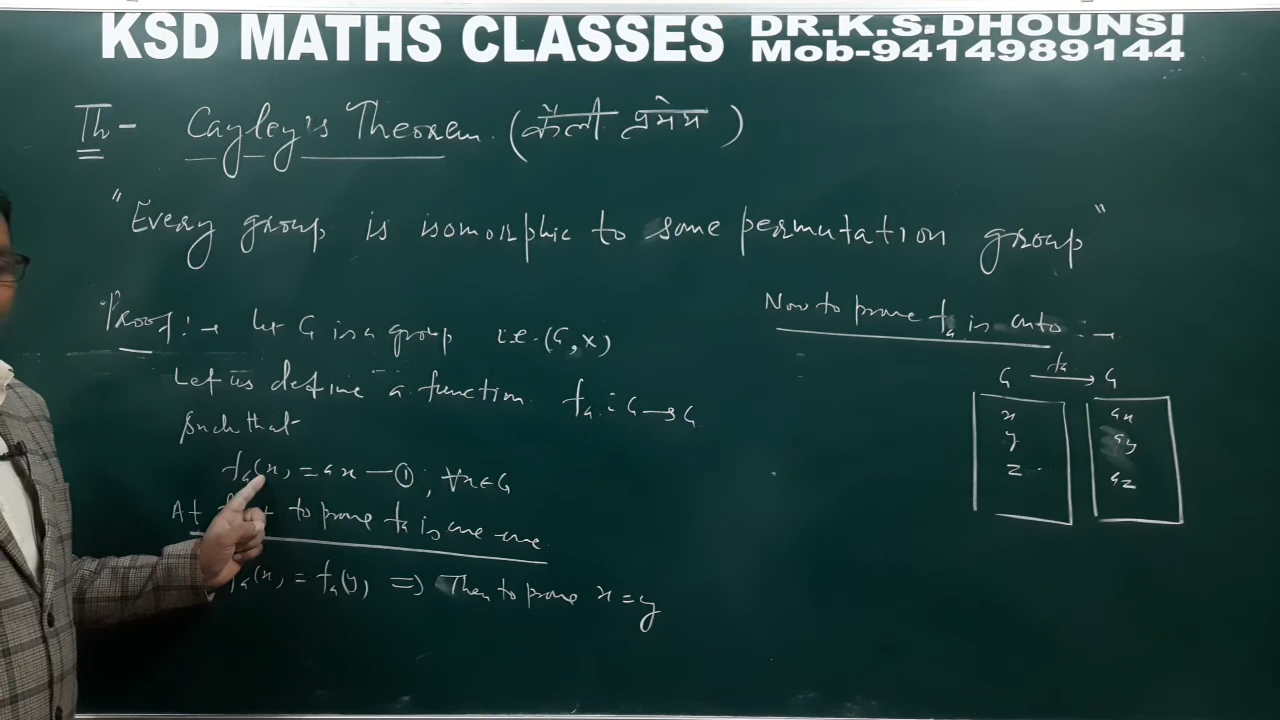 KSD MATHS CLASSES
DR.K.S.DHOUNSI
Mob-9414989144
Th - Cayley's Theorem. (कैली प्रमेय)
"Every group is isomorphic to some permutation group"
Proof:→ let G is a group i.e. (G,×)
Let us define a function fₐ : G→G
such that
fₐ(x) = ax —①, ∀x∈G
At to prove fₐ is one-one
fₐ(x) = fₐ(y) ⇒ Then to prove x=y
Now to prove fₐ is onto :→
G fₐ→ G
x ax
y ay
z az